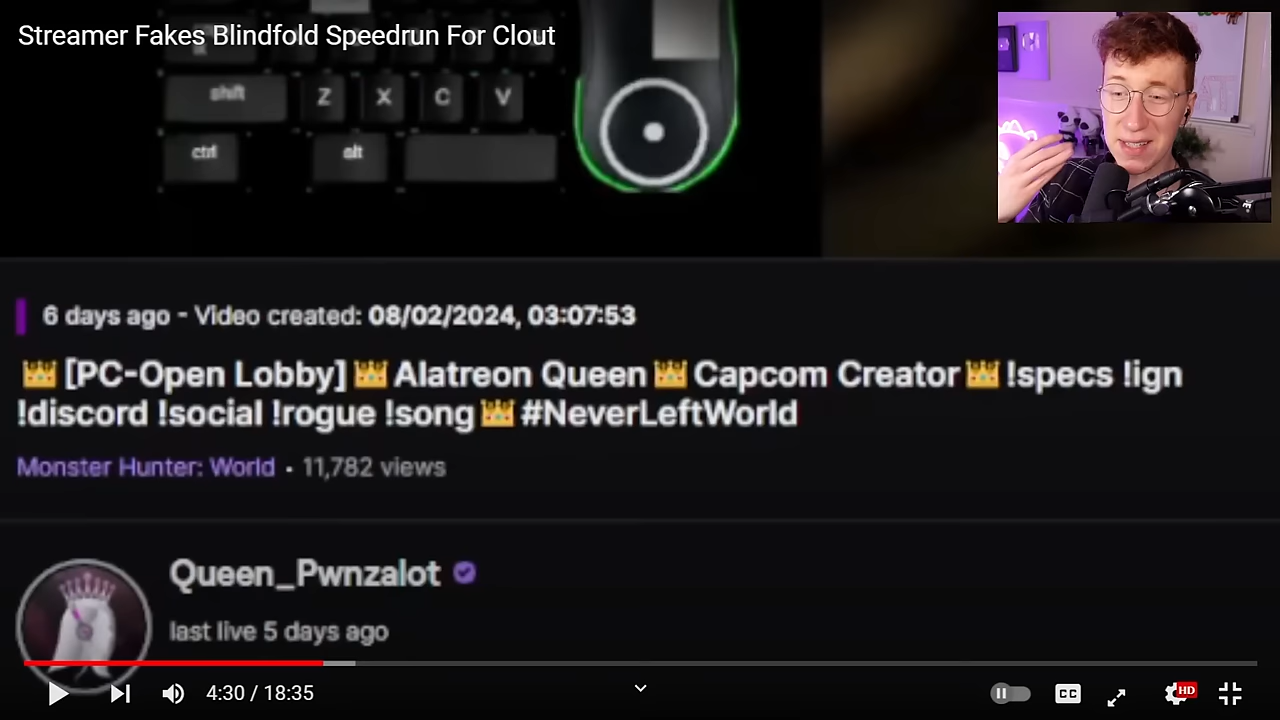 Streamer Fakes Blindfold Speedrun For Clout
shift Z X C V
ctrl alt
6 days ago - Video created: 08/02/2024, 03:07:53
👑[PC-Open Lobby]👑Alatreon Queen👑Capcom Creator👑!specs !ign
!discord !social !rogue !song👑#NeverLeftWorld
Monster Hunter: World • 11,782 views
Queen_Pwnzalot
last live 5 days ago
4:30 / 18:35
CC
HD